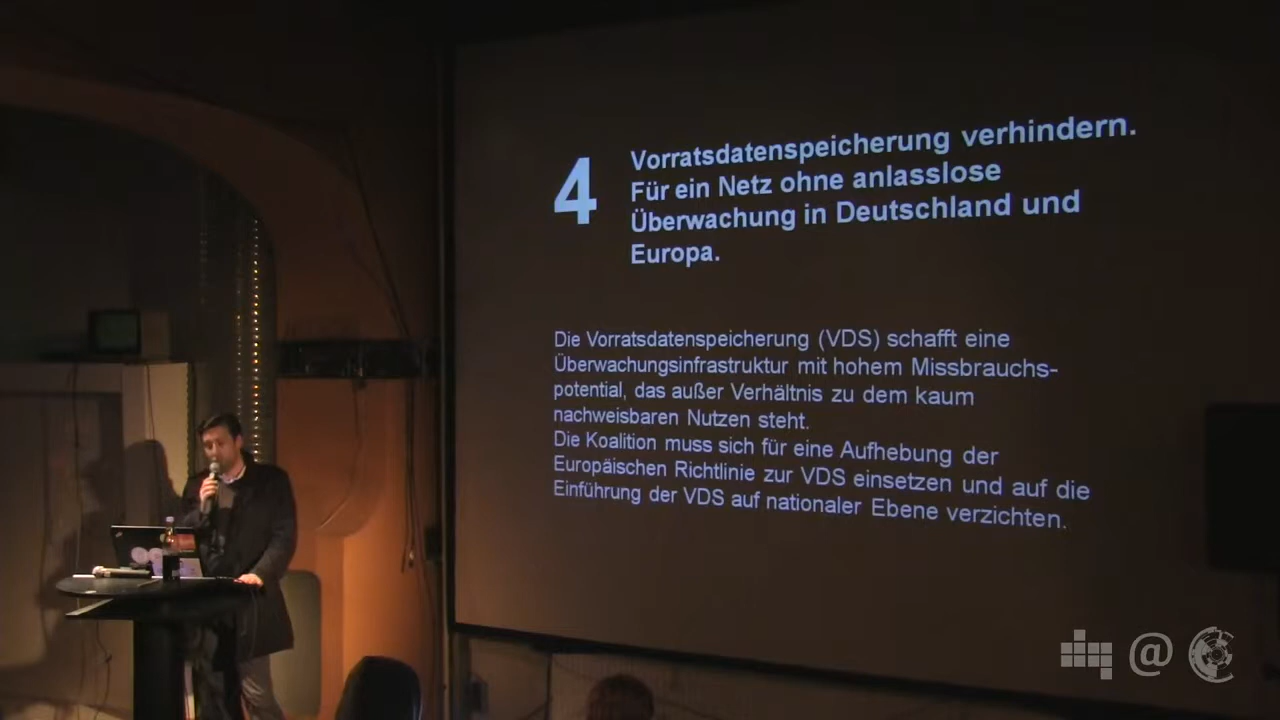 4
Vorratsdatenspeicherung verhindern.
Für ein Netz ohne anlasslose
Überwachung in Deutschland und
Europa.
Die Vorratsdatenspeicherung (VDS) schafft eine
Überwachungsinfrastruktur mit hohem Missbrauchs-
potential, das außer Verhältnis zu dem kaum
nachweisbaren Nutzen steht.
Die Koalition muss sich für eine Aufhebung der
Europäischen Richtlinie zur VDS einsetzen und auf die
Einführung der VDS auf nationaler Ebene verzichten.
@